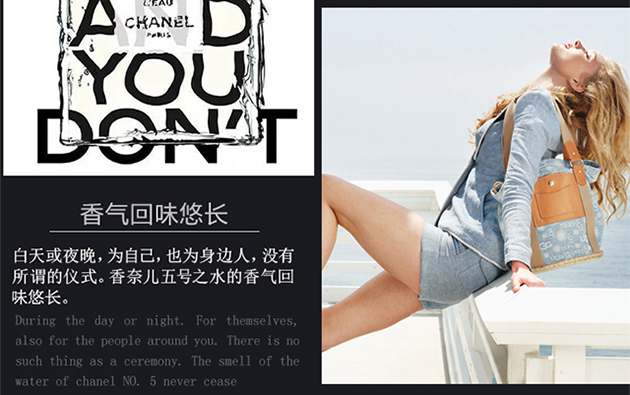 L'EAU
AND
CHANEL
PARIS
YOU
DON'T
香气回味悠长
白天或夜晚，为自己，也为身边人，没有
所谓的仪式。香奈儿五号之水的香气回
味悠长。
During the day or night. For themselves,
also for the people around you. There is no
such thing as a ceremony. The smell of the
water of chanel NO. 5 never cease